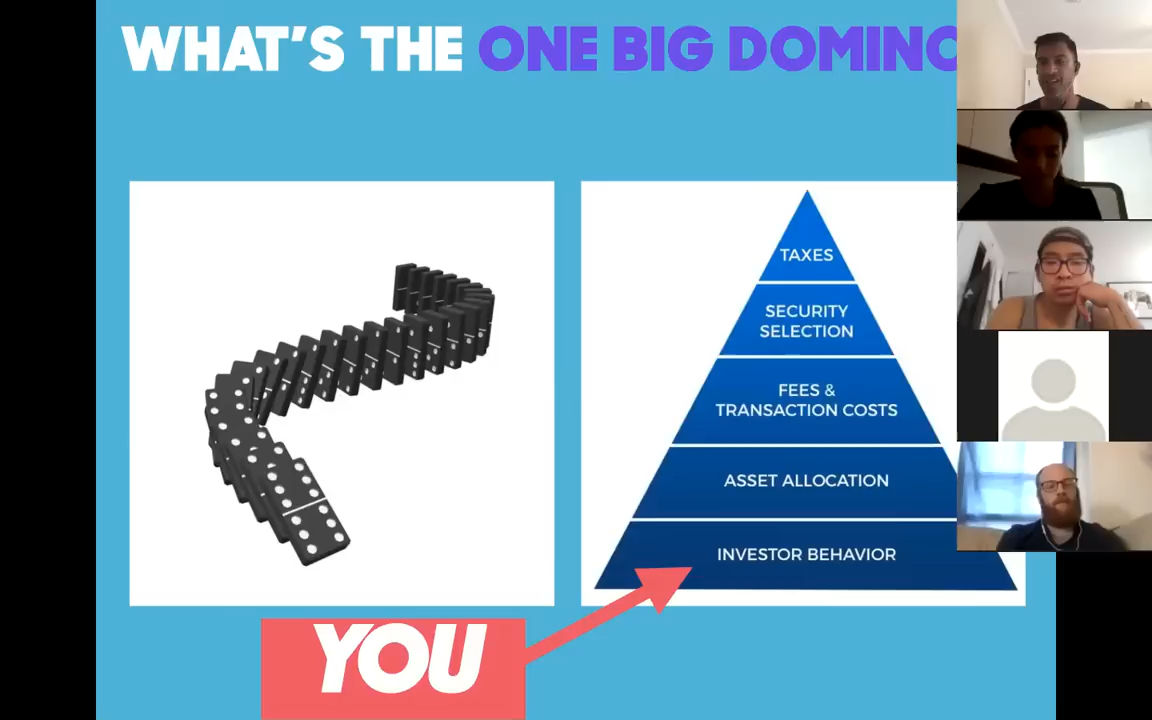 WHAT'S THE ONE BIG DOMINO
TAXES
SECURITY
SELECTION
FEES &
TRANSACTION COSTS
ASSET ALLOCATION
INVESTOR BEHAVIOR
YOU